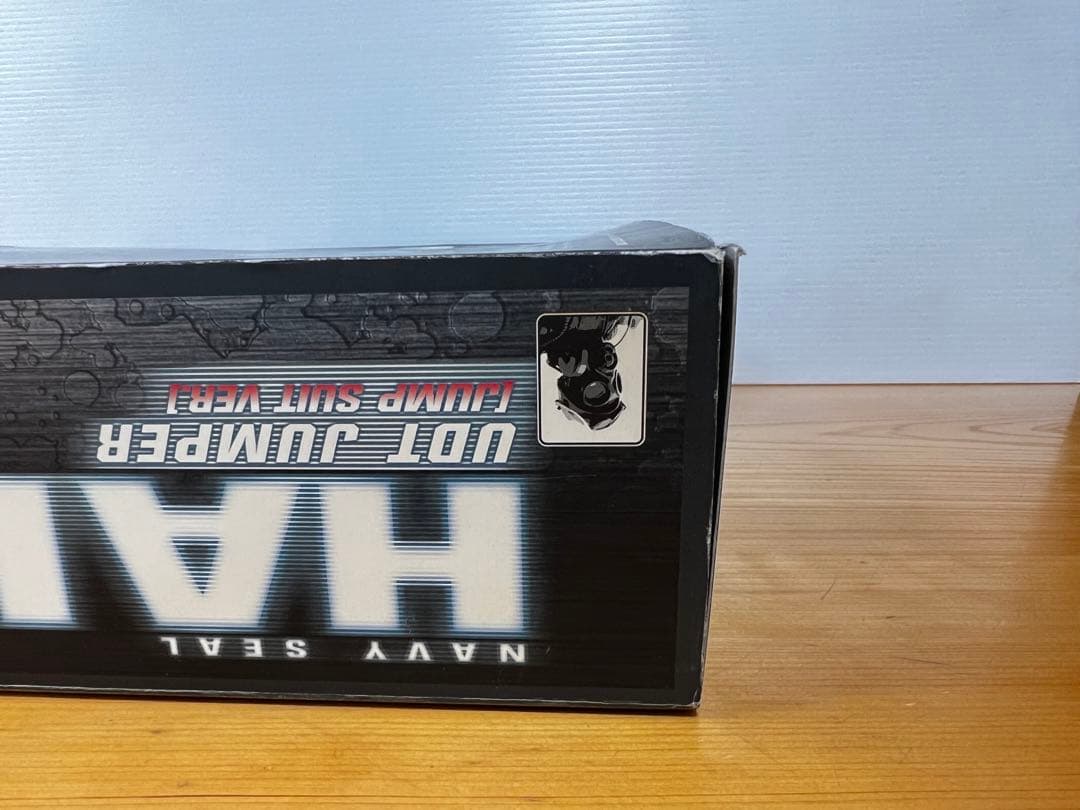 NAVY SEAL
HA
UDT JUMPER
[JUMP SUIT VER.]